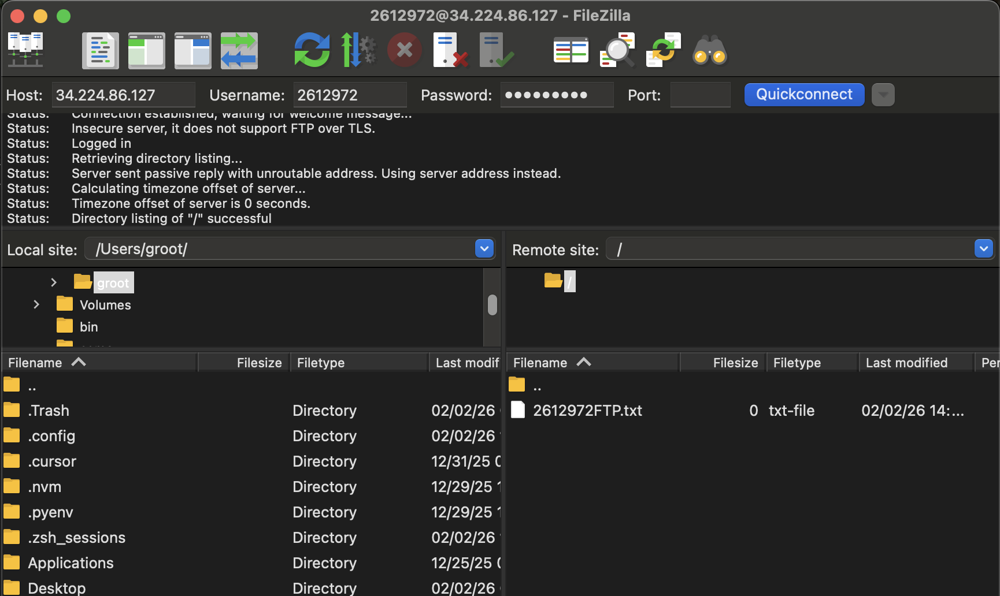 2612972@34.224.86.127 - FileZilla
Host: 34.224.86.127 Username: 2612972 Password: ●●●●●●●●● Port: Quickconnect
Status: Connection established, waiting for welcome message...
Status: Insecure server, it does not support FTP over TLS.
Status: Logged in
Status: Retrieving directory listing...
Status: Server sent passive reply with unroutable address. Using server address instead.
Status: Calculating timezone offset of server...
Status: Timezone offset of server is 0 seconds.
Status: Directory listing of "/" successful
Local site: /Users/groot/
groot
Volumes
bin
Filename Filesize Filetype Last modif
..
.Trash Directory 02/02/26
.config Directory 02/02/26
.cursor Directory 12/31/25 0
.nvm Directory 12/29/25 1
.pyenv Directory 12/29/25 1
.zsh_sessions Directory 02/02/26
Applications Directory 12/25/25 0
Desktop Directory 02/02/26
Remote site: /
/
Filename Filesize Filetype Last modified Per
..
2612972FTP.txt 0 txt-file 02/02/26 14:...